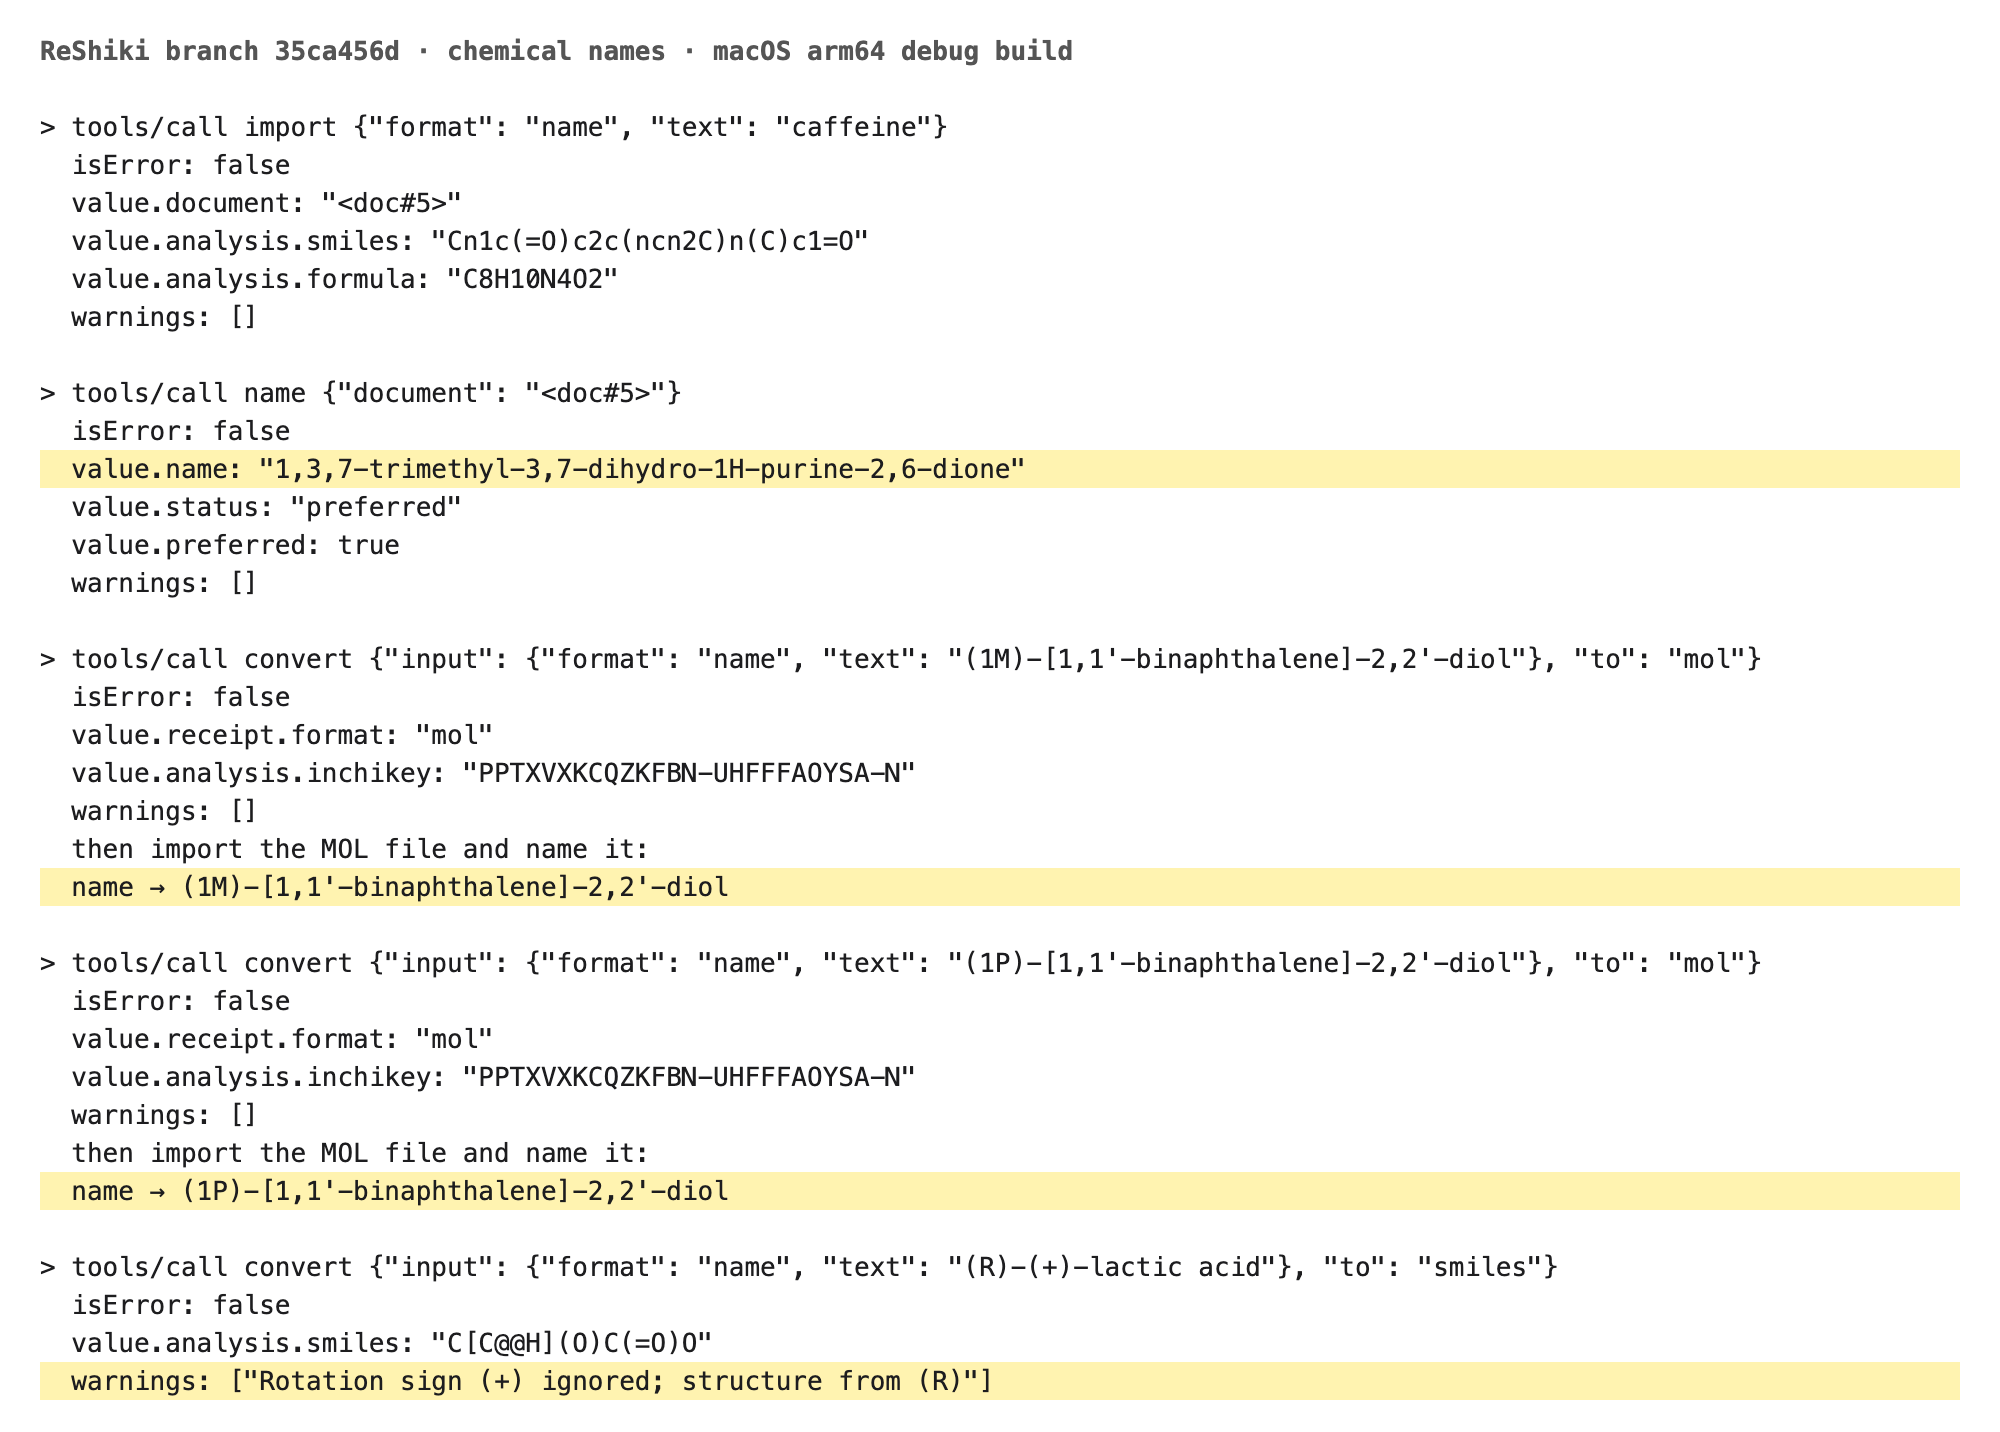 ReShiki branch 35ca456d · chemical names · macOS arm64 debug build
> tools/call import {"format": "name", "text": "caffeine"}
isError: false
value.document: "<doc#5>"
value.analysis.smiles: "Cn1c(=O)c2c(ncn2C)n(C)c1=O"
value.analysis.formula: "C8H10N4O2"
warnings: []
> tools/call name {"document": "<doc#5>"}
isError: false
value.name: "1,3,7-trimethyl-3,7-dihydro-1H-purine-2,6-dione"
value.status: "preferred"
value.preferred: true
warnings: []
> tools/call convert {"input": {"format": "name", "text": "(1M)-[1,1'-binaphthalene]-2,2'-diol"}, "to": "mol"}
isError: false
value.receipt.format: "mol"
value.analysis.inchikey: "PPTXVXKCQZKFBN-UHFFFAOYSA-N"
warnings: []
then import the MOL file and name it:
name → (1M)-[1,1'-binaphthalene]-2,2'-diol
> tools/call convert {"input": {"format": "name", "text": "(1P)-[1,1'-binaphthalene]-2,2'-diol"}, "to": "mol"}
isError: false
value.receipt.format: "mol"
value.analysis.inchikey: "PPTXVXKCQZKFBN-UHFFFAOYSA-N"
warnings: []
then import the MOL file and name it:
name → (1P)-[1,1'-binaphthalene]-2,2'-diol
> tools/call convert {"input": {"format": "name", "text": "(R)-(+)-lactic acid"}, "to": "smiles"}
isError: false
value.analysis.smiles: "C[C@@H](O)C(=O)O"
warnings: ["Rotation sign (+) ignored; structure from (R)"]